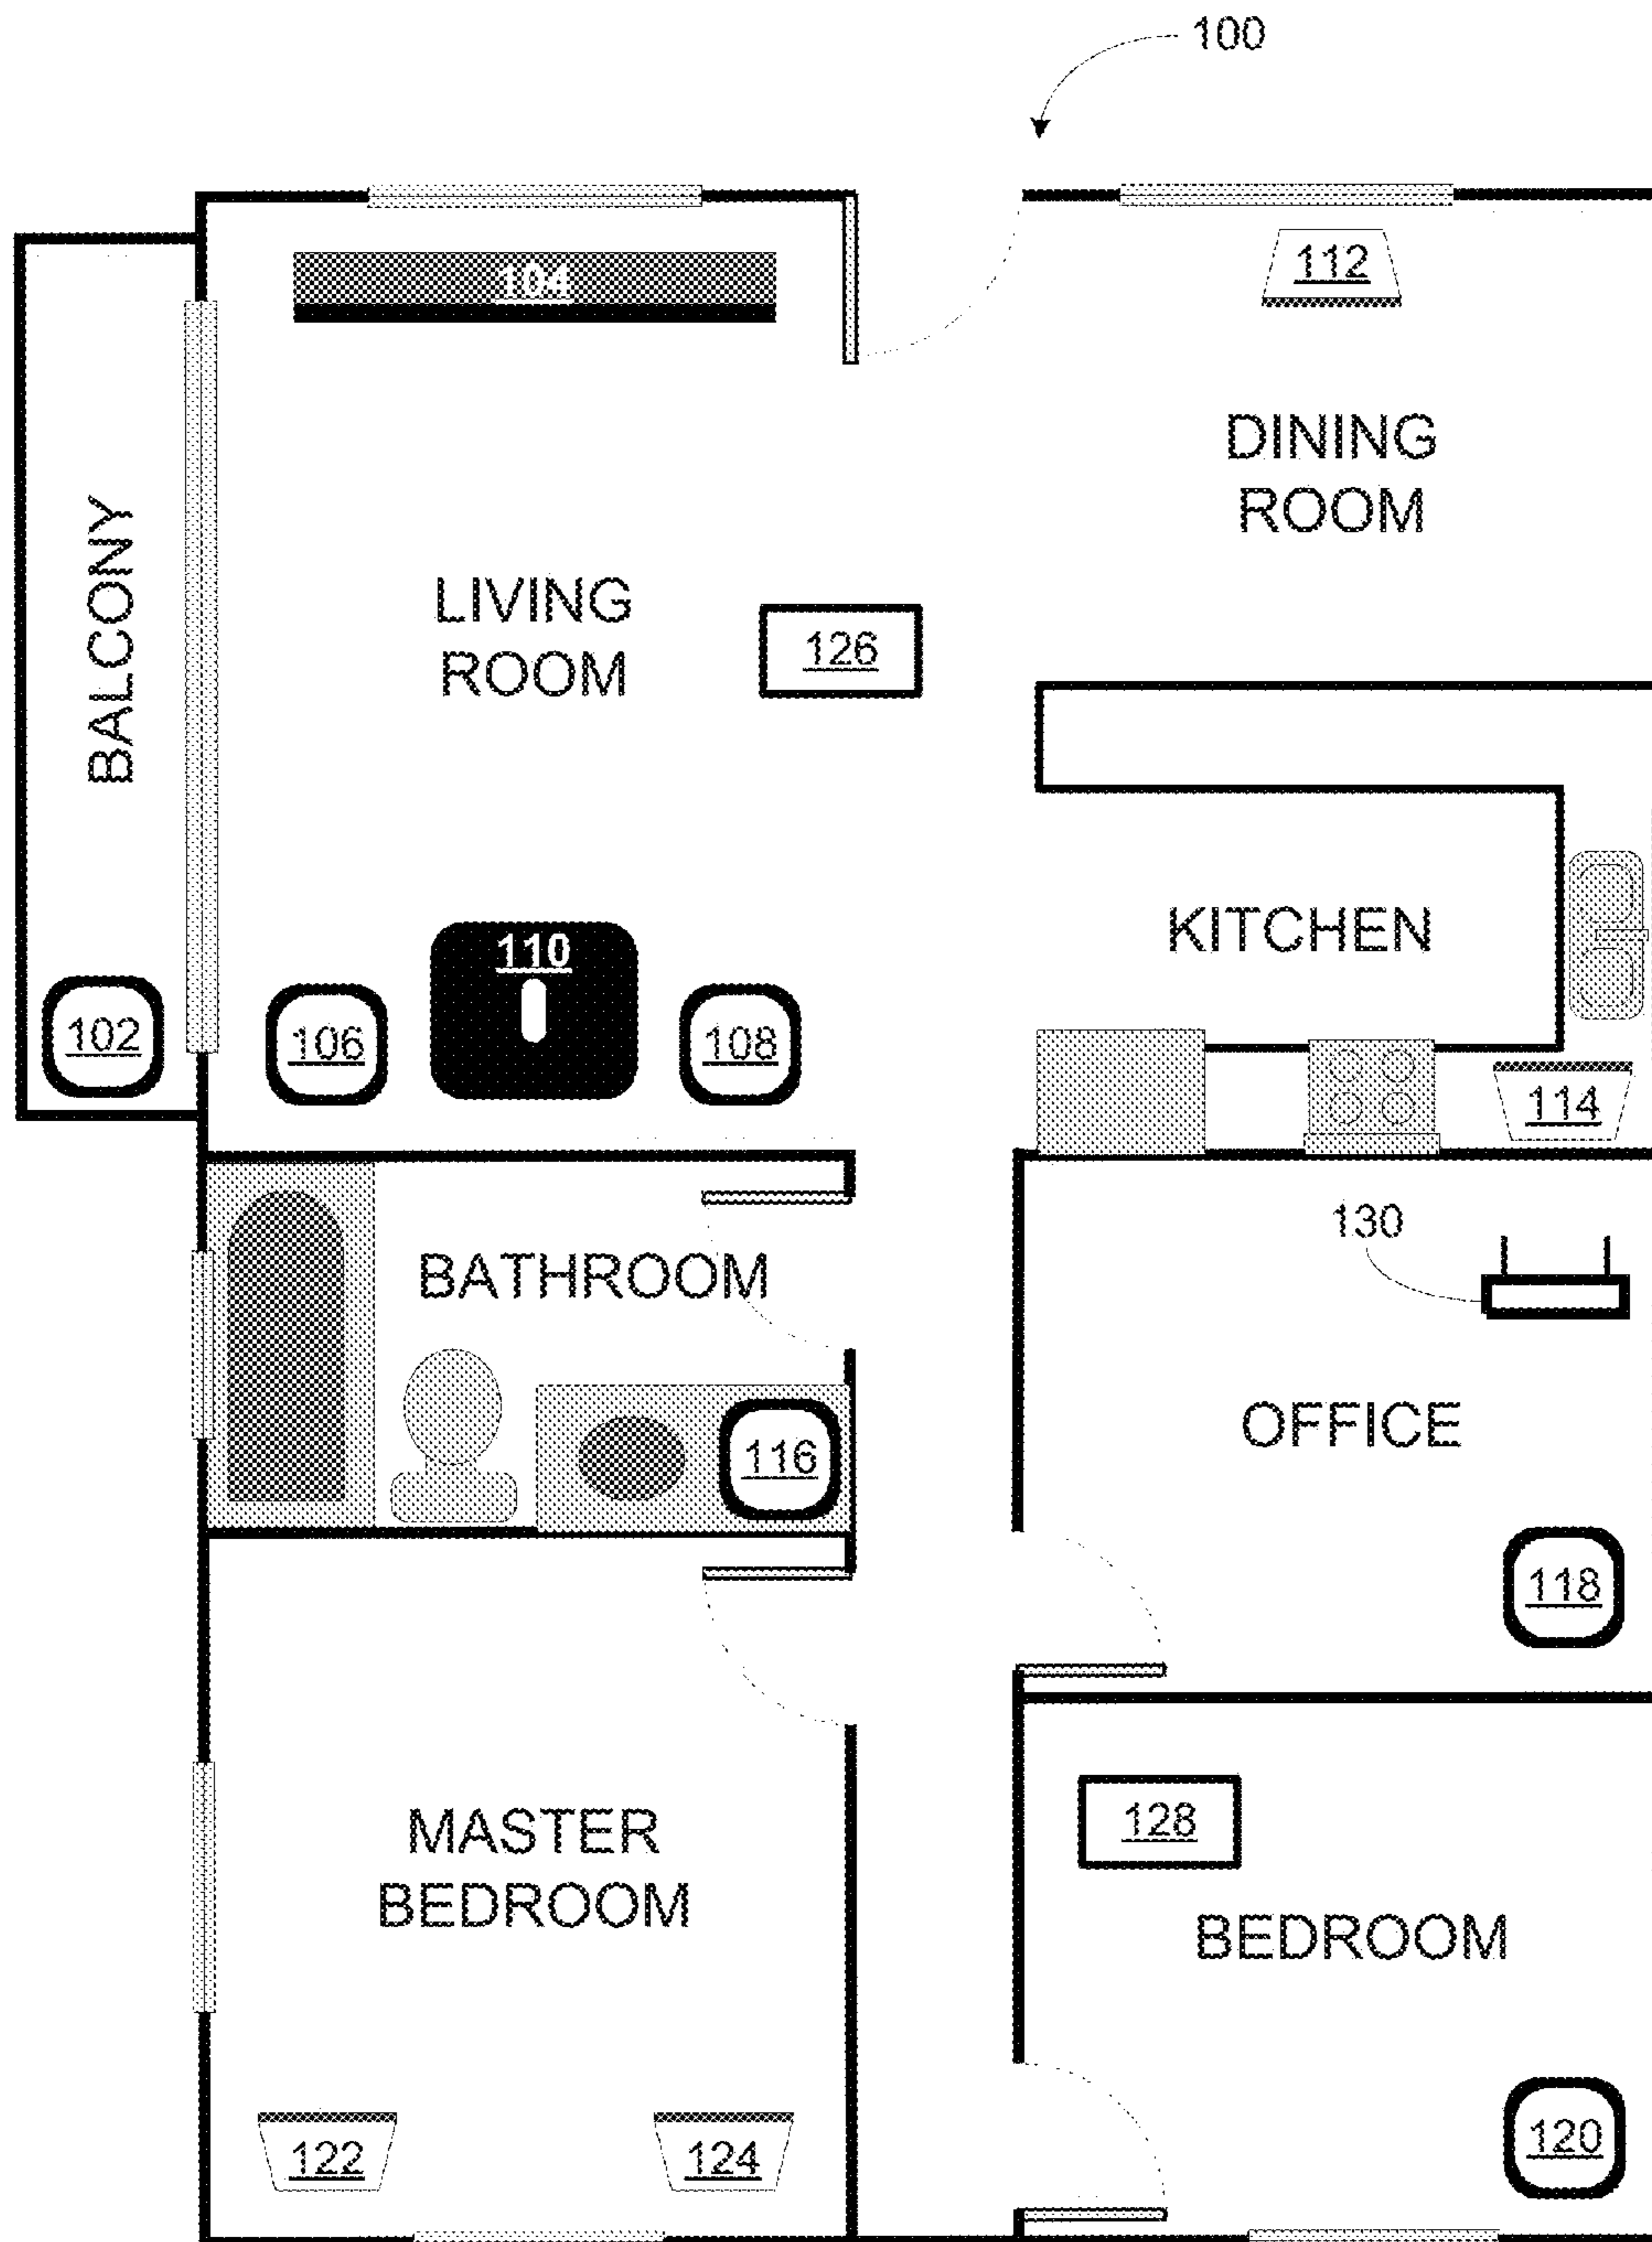 100
104
112
DINING
ROOM
BALCONY
LIVING
ROOM
126
KITCHEN
110
102
106
108
114
130
BATHROOM
OFFICE
116
118
128
MASTER
BEDROOM
BEDROOM
120
122
124